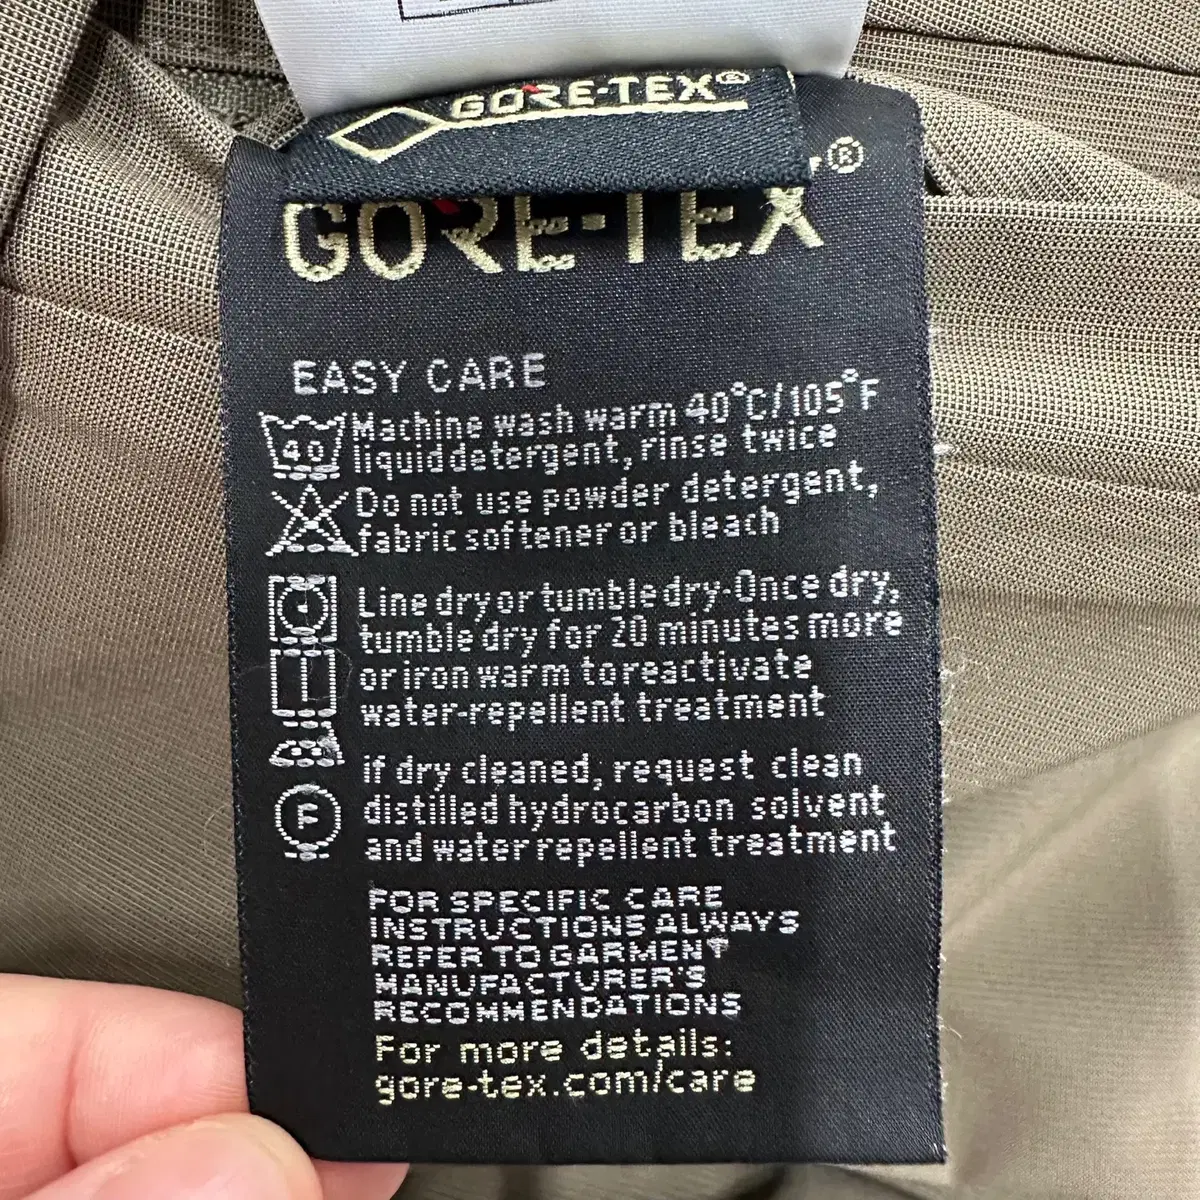 GORE-TEX®
GORE-TEX®
EASY CARE
40 Machine wash warm 40°C/105°F
liquid detergent, rinse twice
Do not use powder detergent,
fabric softener or bleach
Line dry or tumble dry-Once dry,
tumble dry for 20 minutes more
or iron warm to reactivate
water-repellent treatment
if dry cleaned, request clean
F distilled hydrocarbon solvent
and water repellent treatment
FOR SPECIFIC CARE
INSTRUCTIONS ALWAYS
REFER TO GARMENT
MANUFACTURER'S
RECOMMENDATIONS
For more details:
gore-tex.com/care